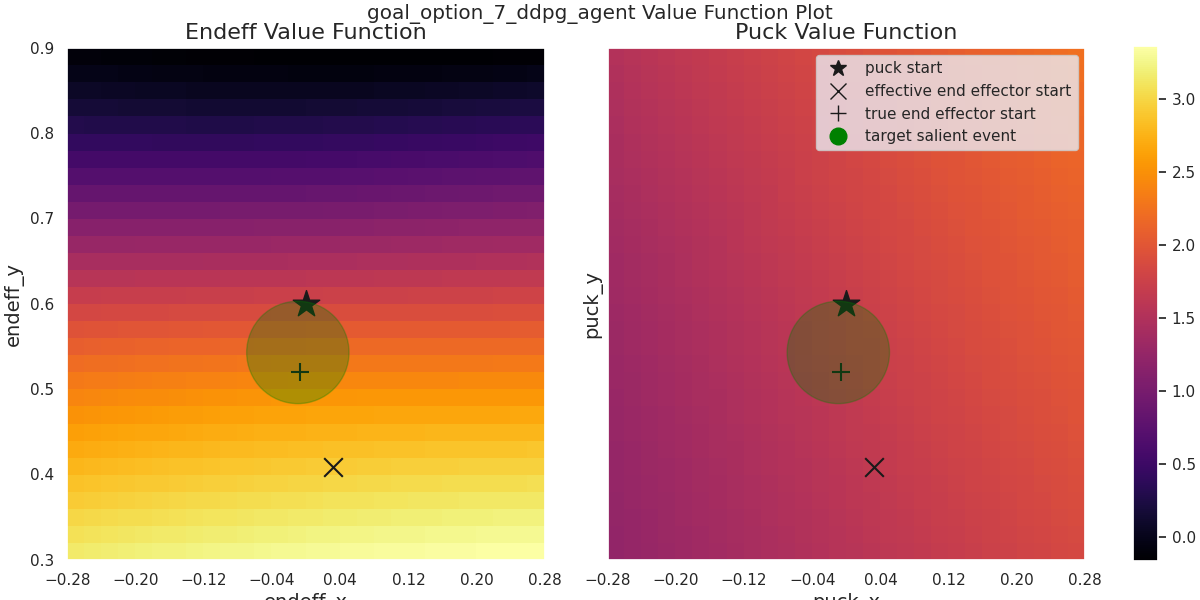 goal_option_7_ddpg_agent Value Function Plot
Endeff Value Function
Puck Value Function
puck start
effective end effector start
true end effector start
target salient event
endeff_y
0.9
0.8
0.7
0.6
0.5
0.4
0.3
−0.28 −0.20 −0.12 −0.04 0.04 0.12 0.20 0.28
endeff_x
puck_y
−0.28 −0.20 −0.12 −0.04 0.04 0.12 0.20 0.28
puck_x
3.0
2.5
2.0
1.5
1.0
0.5
0.0